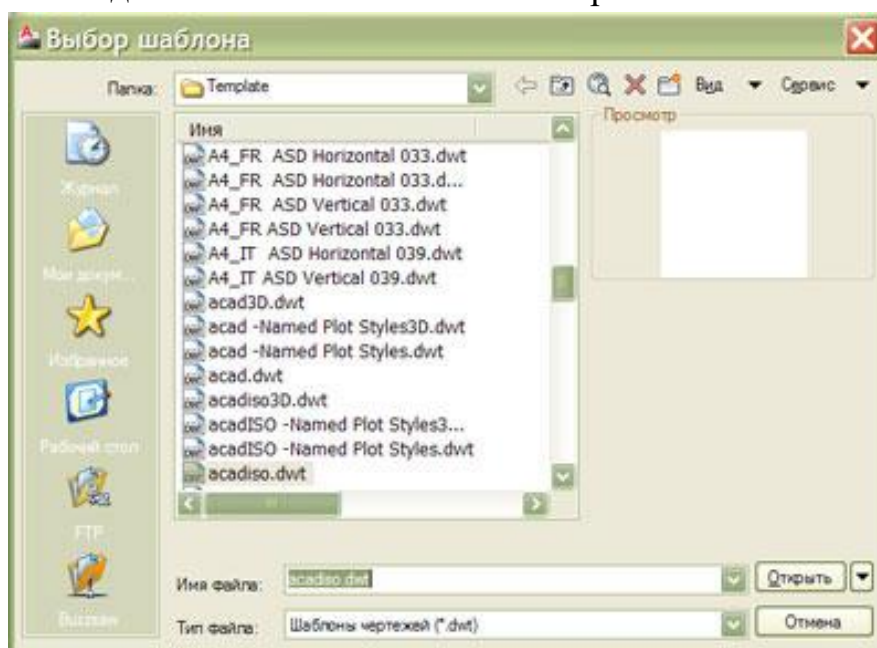 Выбор шаблона
Папка:
Template
Вид
Сервис
Имя
Просмотр
A4_FR ASD Horizontal 033.dwt
A4_FR ASD Horizontal 033.d...
A4_FR ASD Vertical 033.dwt
A4_FR ASD Vertical 033.dwt
A4_IT ASD Horizontal 039.dwt
A4_IT ASD Vertical 039.dwt
acad3D.dwt
acad -Named Plot Styles3D.dwt
acad -Named Plot Styles.dwt
acad.dwt
acadiso3D.dwt
acadISO -Named Plot Styles3...
acadISO -Named Plot Styles.dwt
acadiso.dwt
Журнал
Мои докум...
Избранное
Рабочий стол
FTP
Buzzsaw
Имя файла:
acadiso.dwt
Открыть
Тип файла:
Шаблоны чертежей (*.dwt)
Отмена